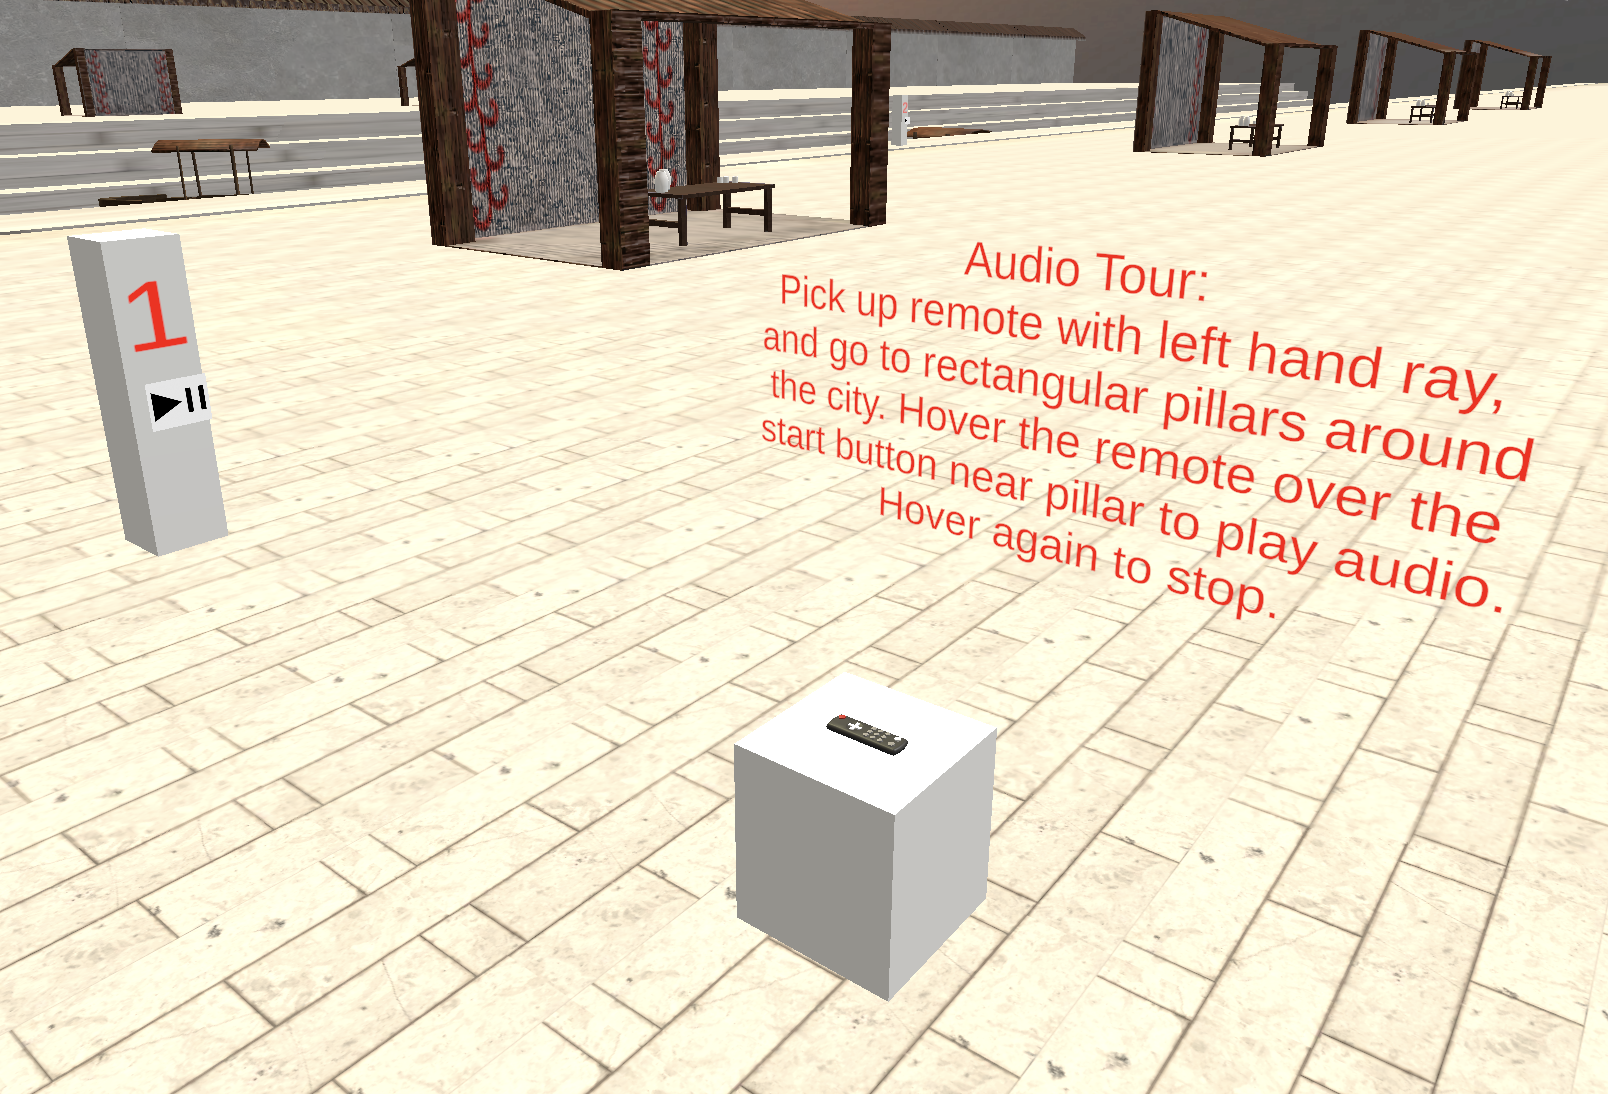 1
Audio Tour:
Pick up remote with left hand ray,
and go to rectangular pillars around
the city. Hover the remote over the
start button near pillar to play audio.
Hover again to stop.